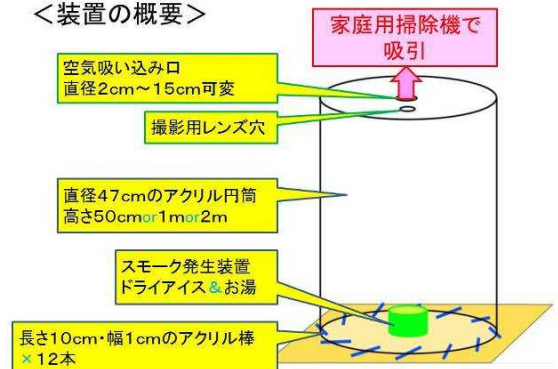 ＜装置の概要＞
家庭用掃除機で
吸引
空気吸い込み口
直径2cm～15cm可変
撮影用レンズ穴
直径47cmのアクリル円筒
高さ50cmor1mor2m
スモーク発生装置
ドライアイス&お湯
長さ10cm・幅1cmのアクリル棒
×12本